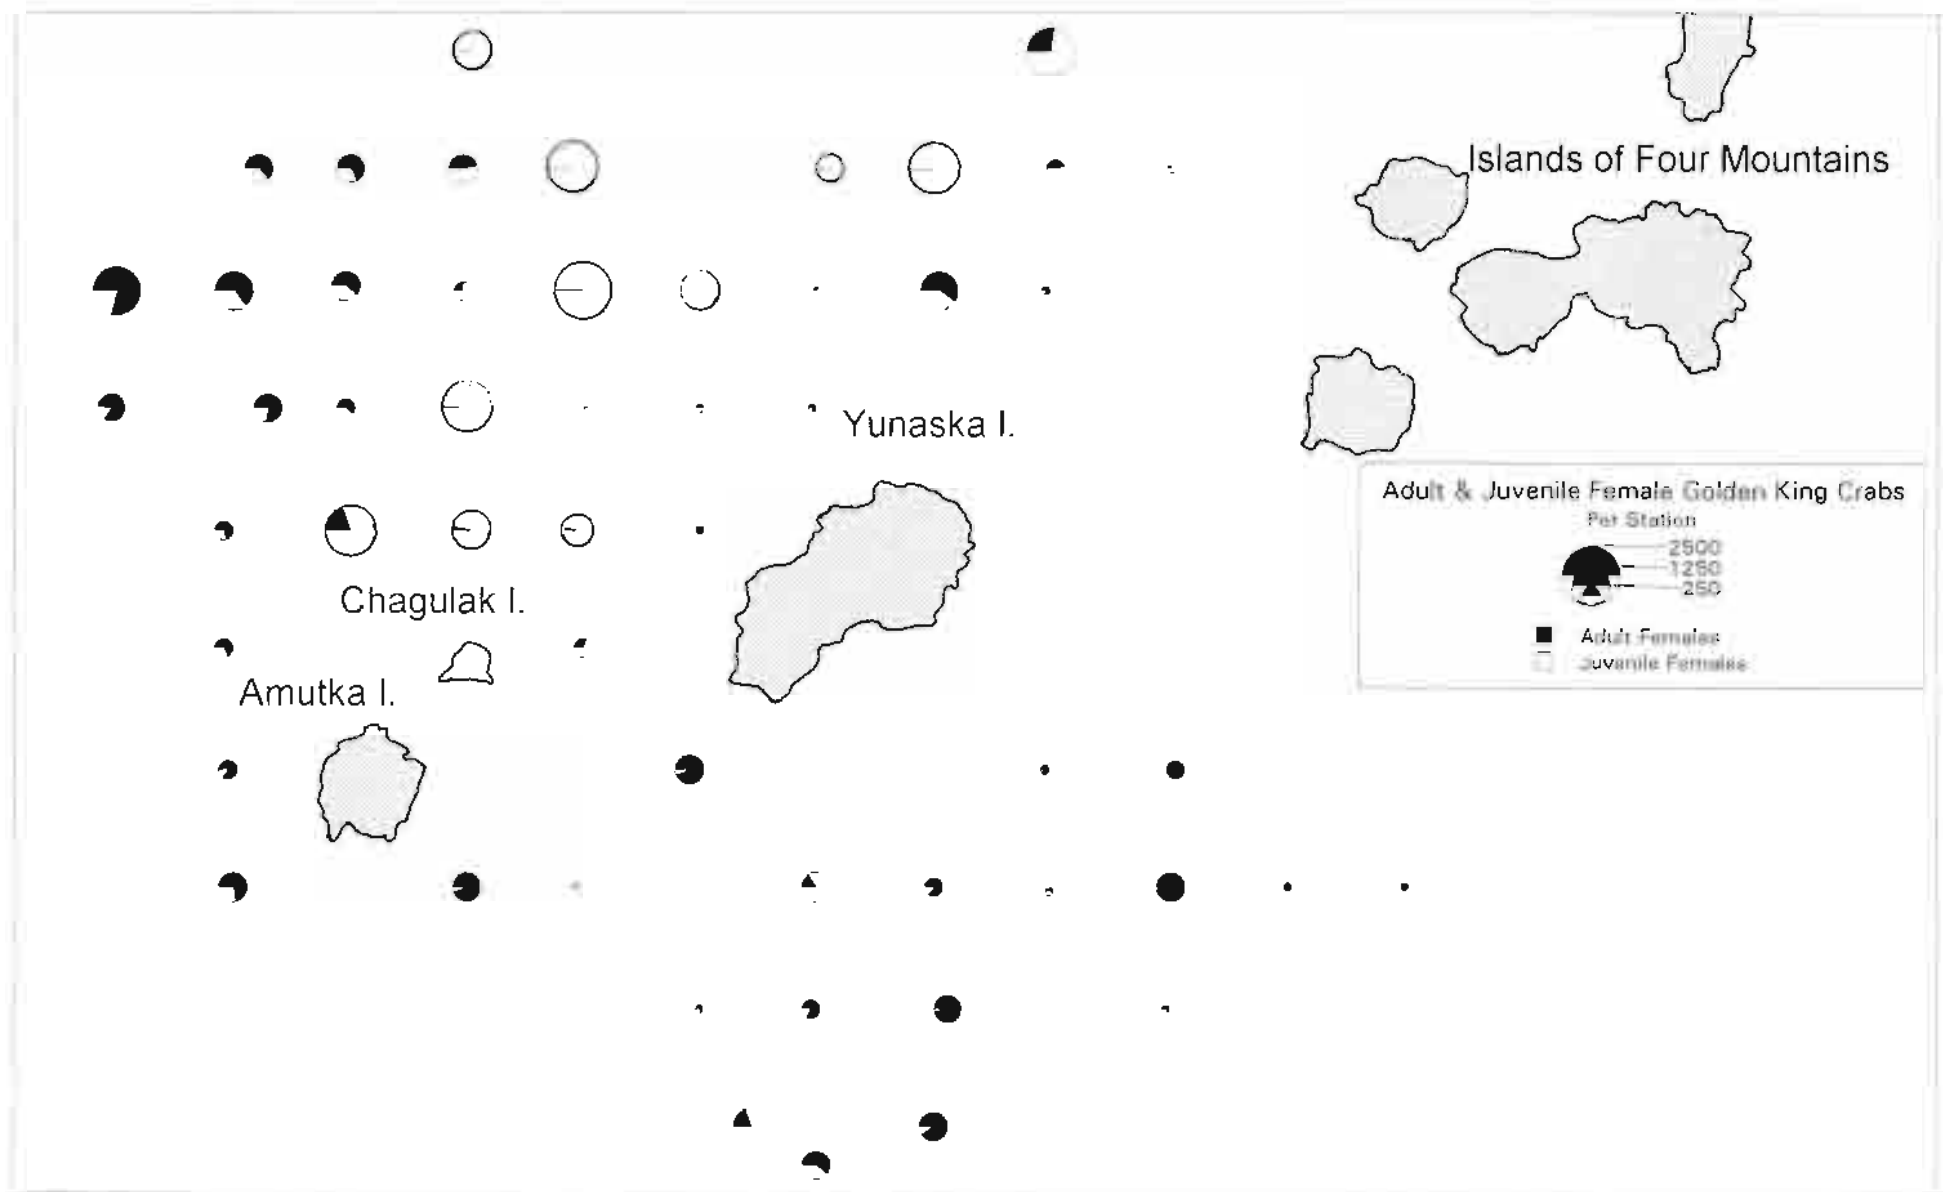 Islands of Four Mountains
Yunaska I.
Adult & Juvenile Female Golden King Crabs
Per Station
2500
1250
250
Chagulak I.
Adult Females
Juvenile Females
Amutka I.